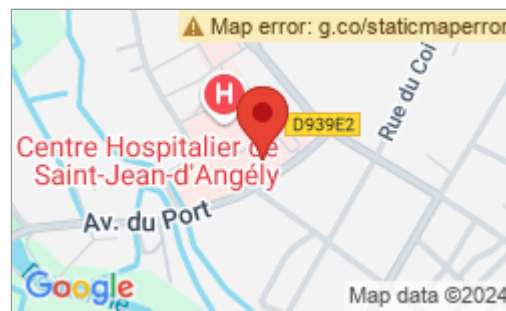 ⚠ Map error: g.co/staticmaperror
H
D939E2
Rue du Coi
Centre Hospitalier de
Saint-Jean-d'Angély
Av. du Port
Google
Map data ©2024